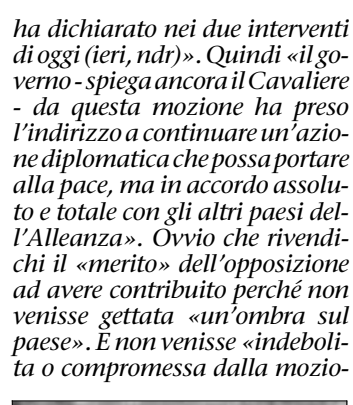 ha dichiarato nei due interventi
di oggi (ieri, ndr)». Quindi «il go-
verno - spiega ancora il Cavaliere
- da questa mozione ha preso
l'indirizzo a continuare un'azio-
ne diplomatica che possa portare
alla pace, ma in accordo assolu-
to e totale con gli altri paesi del-
l'Alleanza». Ovvio che rivendi-
chi il «merito» dell'opposizione
ad avere contribuito perché non
venisse gettata «un'ombra sul
paese». E non venisse «indeboli-
ta o compromessa dalla mozio-